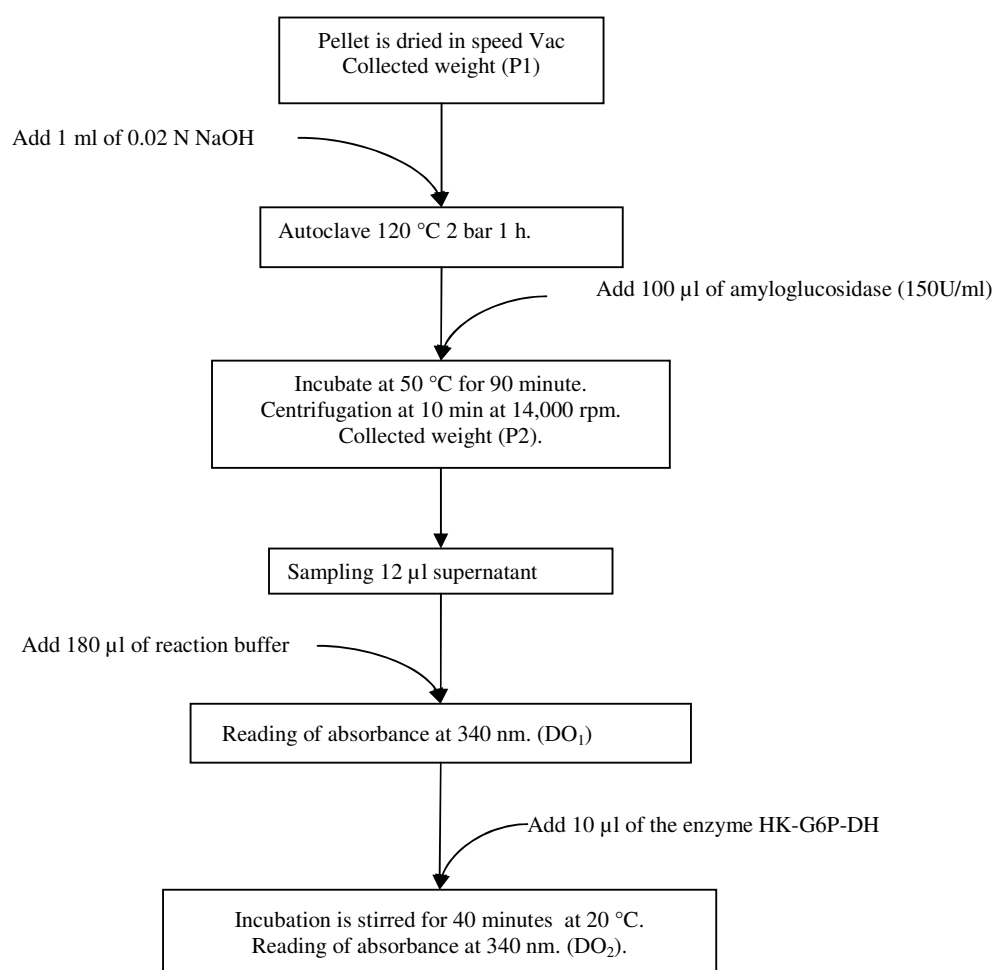 Pellet is dried in speed Vac
Collected weight (P1)
Add 1 ml of 0.02 N NaOH
Autoclave 120 °C 2 bar 1 h.
Add 100 µl of amyloglucosidase (150U/ml)
Incubate at 50 °C for 90 minute.
Centrifugation at 10 min at 14,000 rpm.
Collected weight (P2).
Sampling 12 µl supernatant
Add 180 µl of reaction buffer
Reading of absorbance at 340 nm. (DO₁)
Add 10 µl of the enzyme HK-G6P-DH
Incubation is stirred for 40 minutes at 20 °C.
Reading of absorbance at 340 nm. (DO₂).